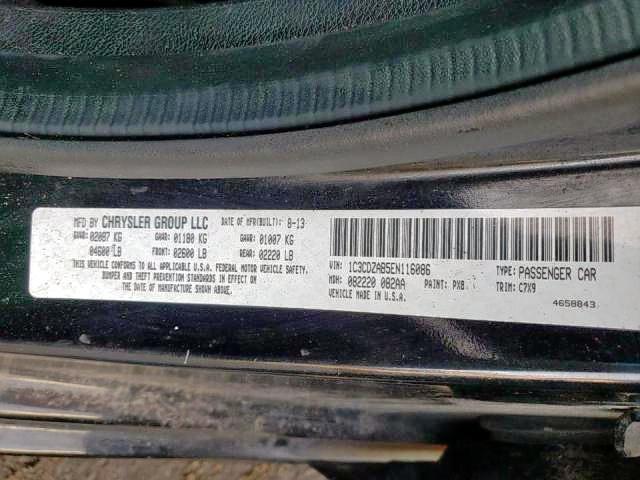 MFD BY CHRYSLER GROUP LLC DATE OF MFR(BUILT): 8-13
GVWR: 02087 KG GAWR: 01180 KG GAWR: 01007 KG
04600 LB FRONT: 02600 LB REAR: 02220 LB
THIS VEHICLE CONFORMS TO ALL APPLICABLE U.S.A. FEDERAL MOTOR VEHICLE SAFETY,
BUMPER AND THEFT PREVENTION STANDARDS IN EFFECT ON
THE DATE OF MANUFACTURE SHOWN ABOVE.
VIN: 1C3CDZAB5EN116086 TYPE: PASSENGER CAR
MDH: 082220 082AA PAINT: PX8 TRIM: C7X9
VEHICLE MADE IN U.S.A.
4658843